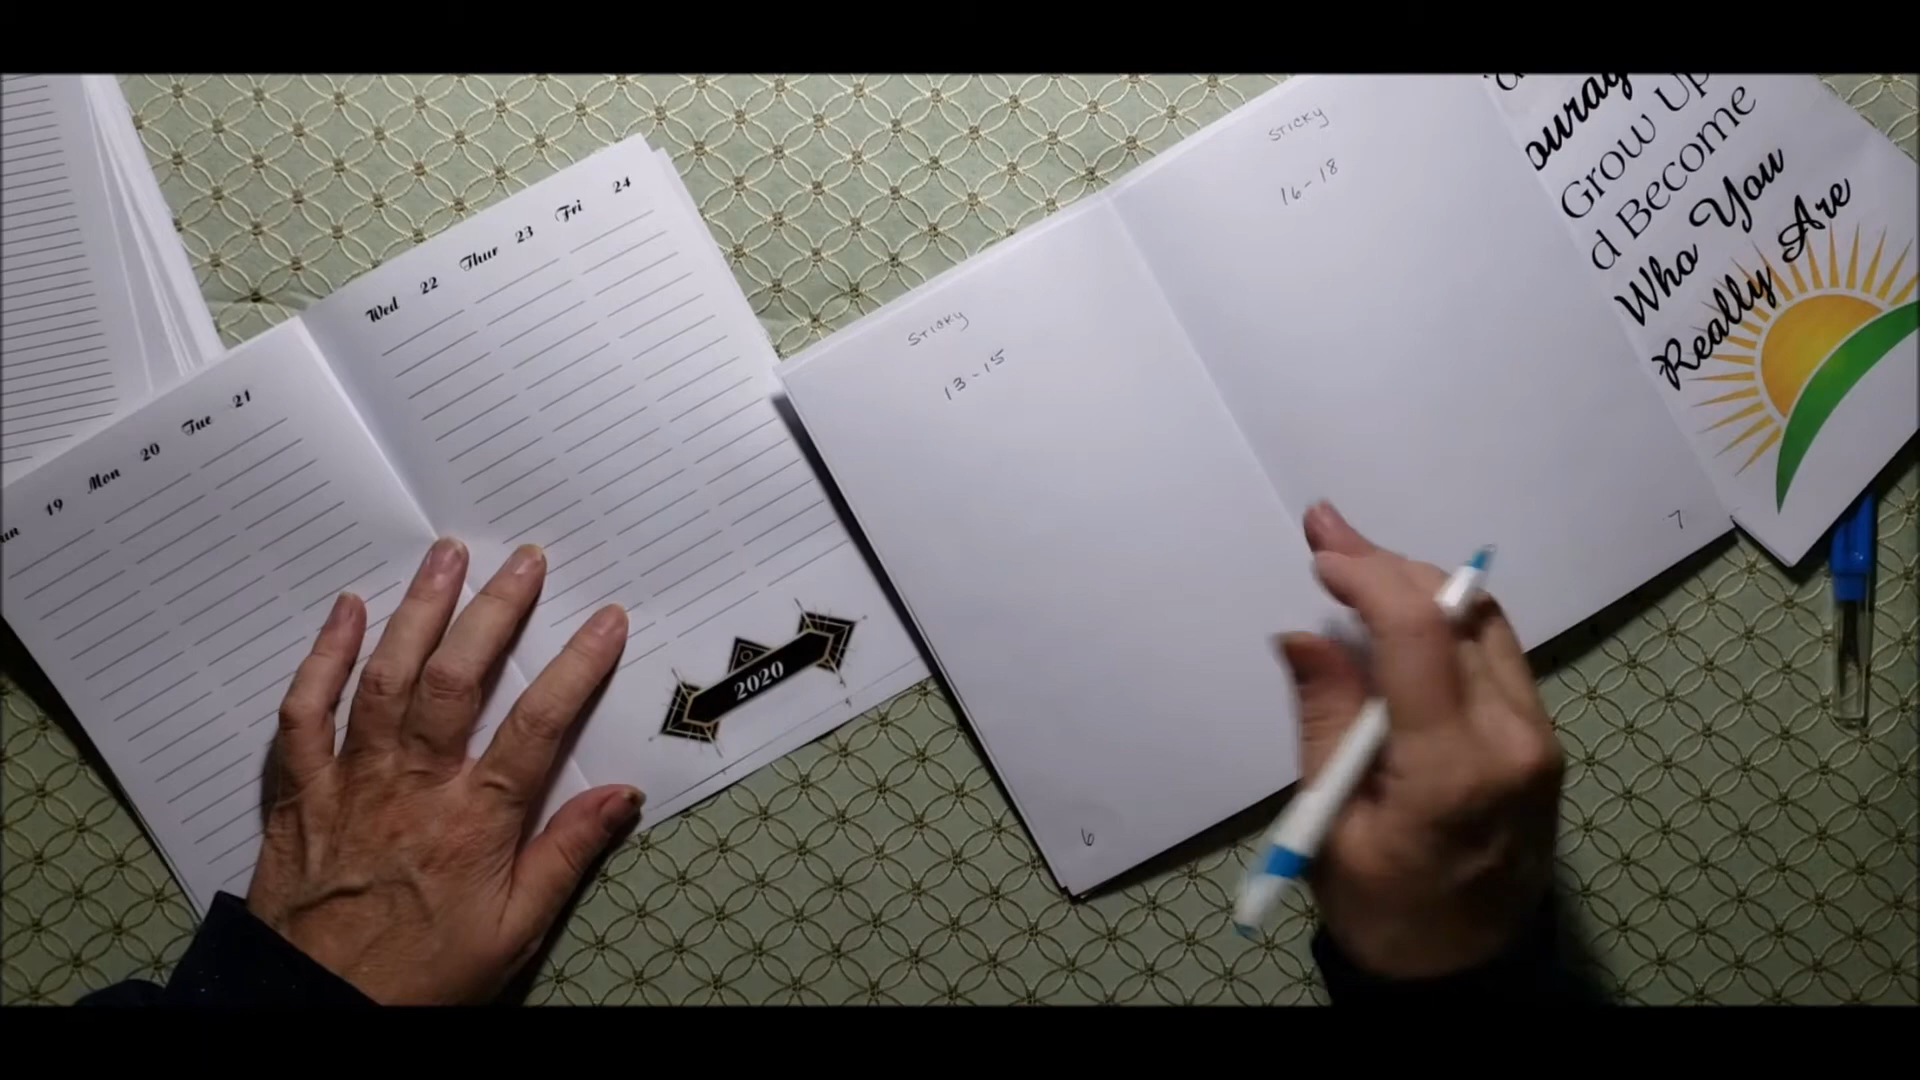 19 Mon 20 Tue 21
Wed 22 Thur 23 Fri 24
2020
STICKY
13-15
6
STICKY
16-18
7
ourag
Grow Up
d Become
Who You
Really Are